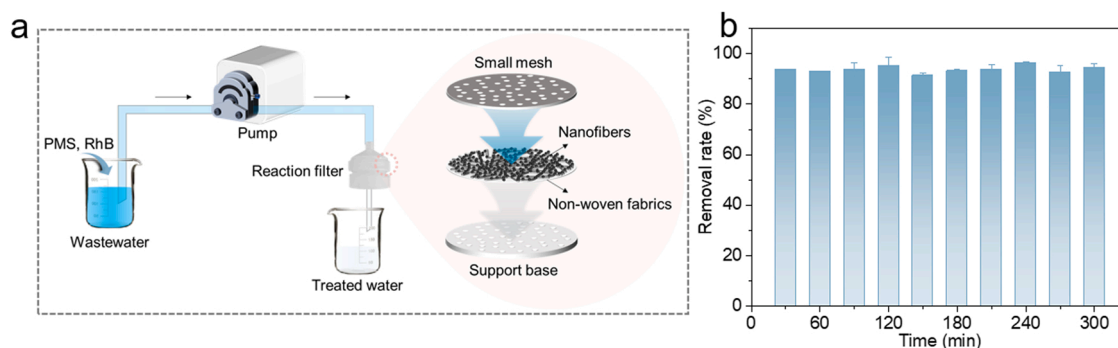 a
PMS, RhB
Wastewater
Pump
Reaction filter
Treated water
Small mesh
Nanofibers
Non-woven fabrics
Support base
b
Removal rate (%)
100
80
60
40
20
0
0 60 120 180 240 300
Time (min)